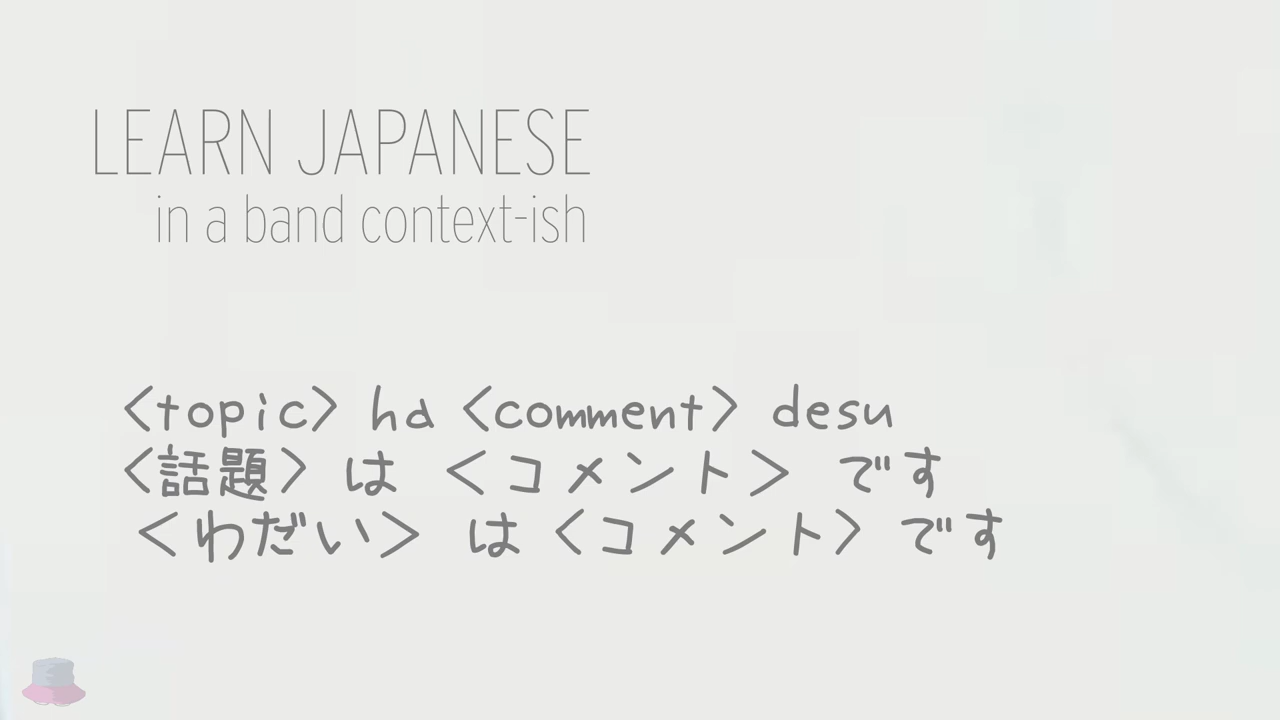 LEARN JAPANESE
in a band context-ish
<topic> ha <comment> desu
<話題> は <コメント> です
<わだい> は <コメント> です